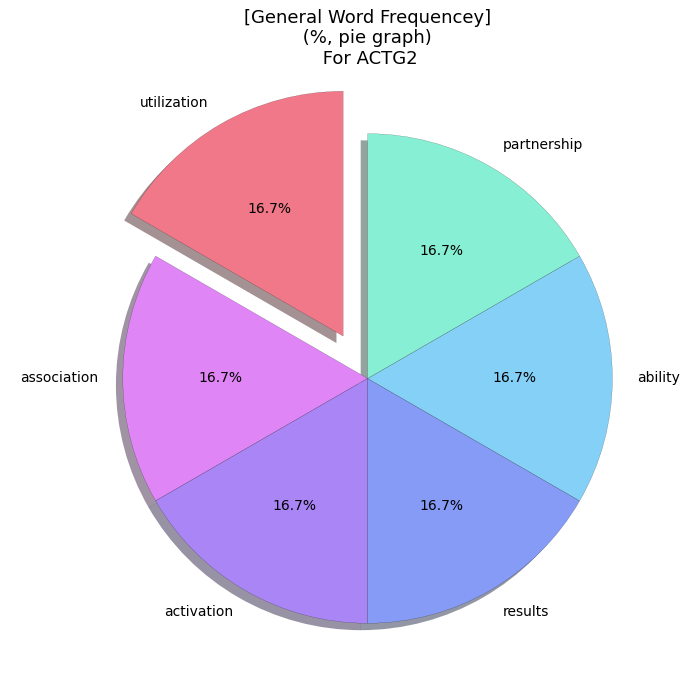 [General Word Frequencey]
(%, pie graph)
For ACTG2
utilization
partnership
16.7%
16.7%
association
16.7%
16.7%
ability
16.7%
16.7%
activation
results